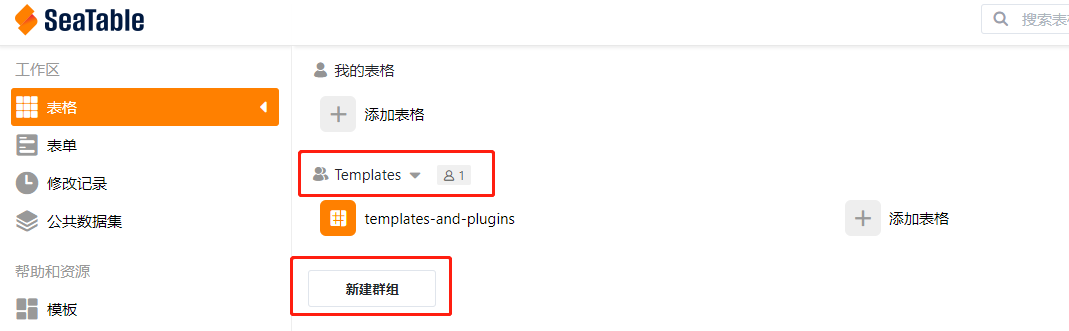 SeaTable
搜索表
工作区
表格
表单
修改记录
公共数据集
帮助和资源
模板
我的表格
添加表格
Templates 1
templates-and-plugins
添加表格
新建群组